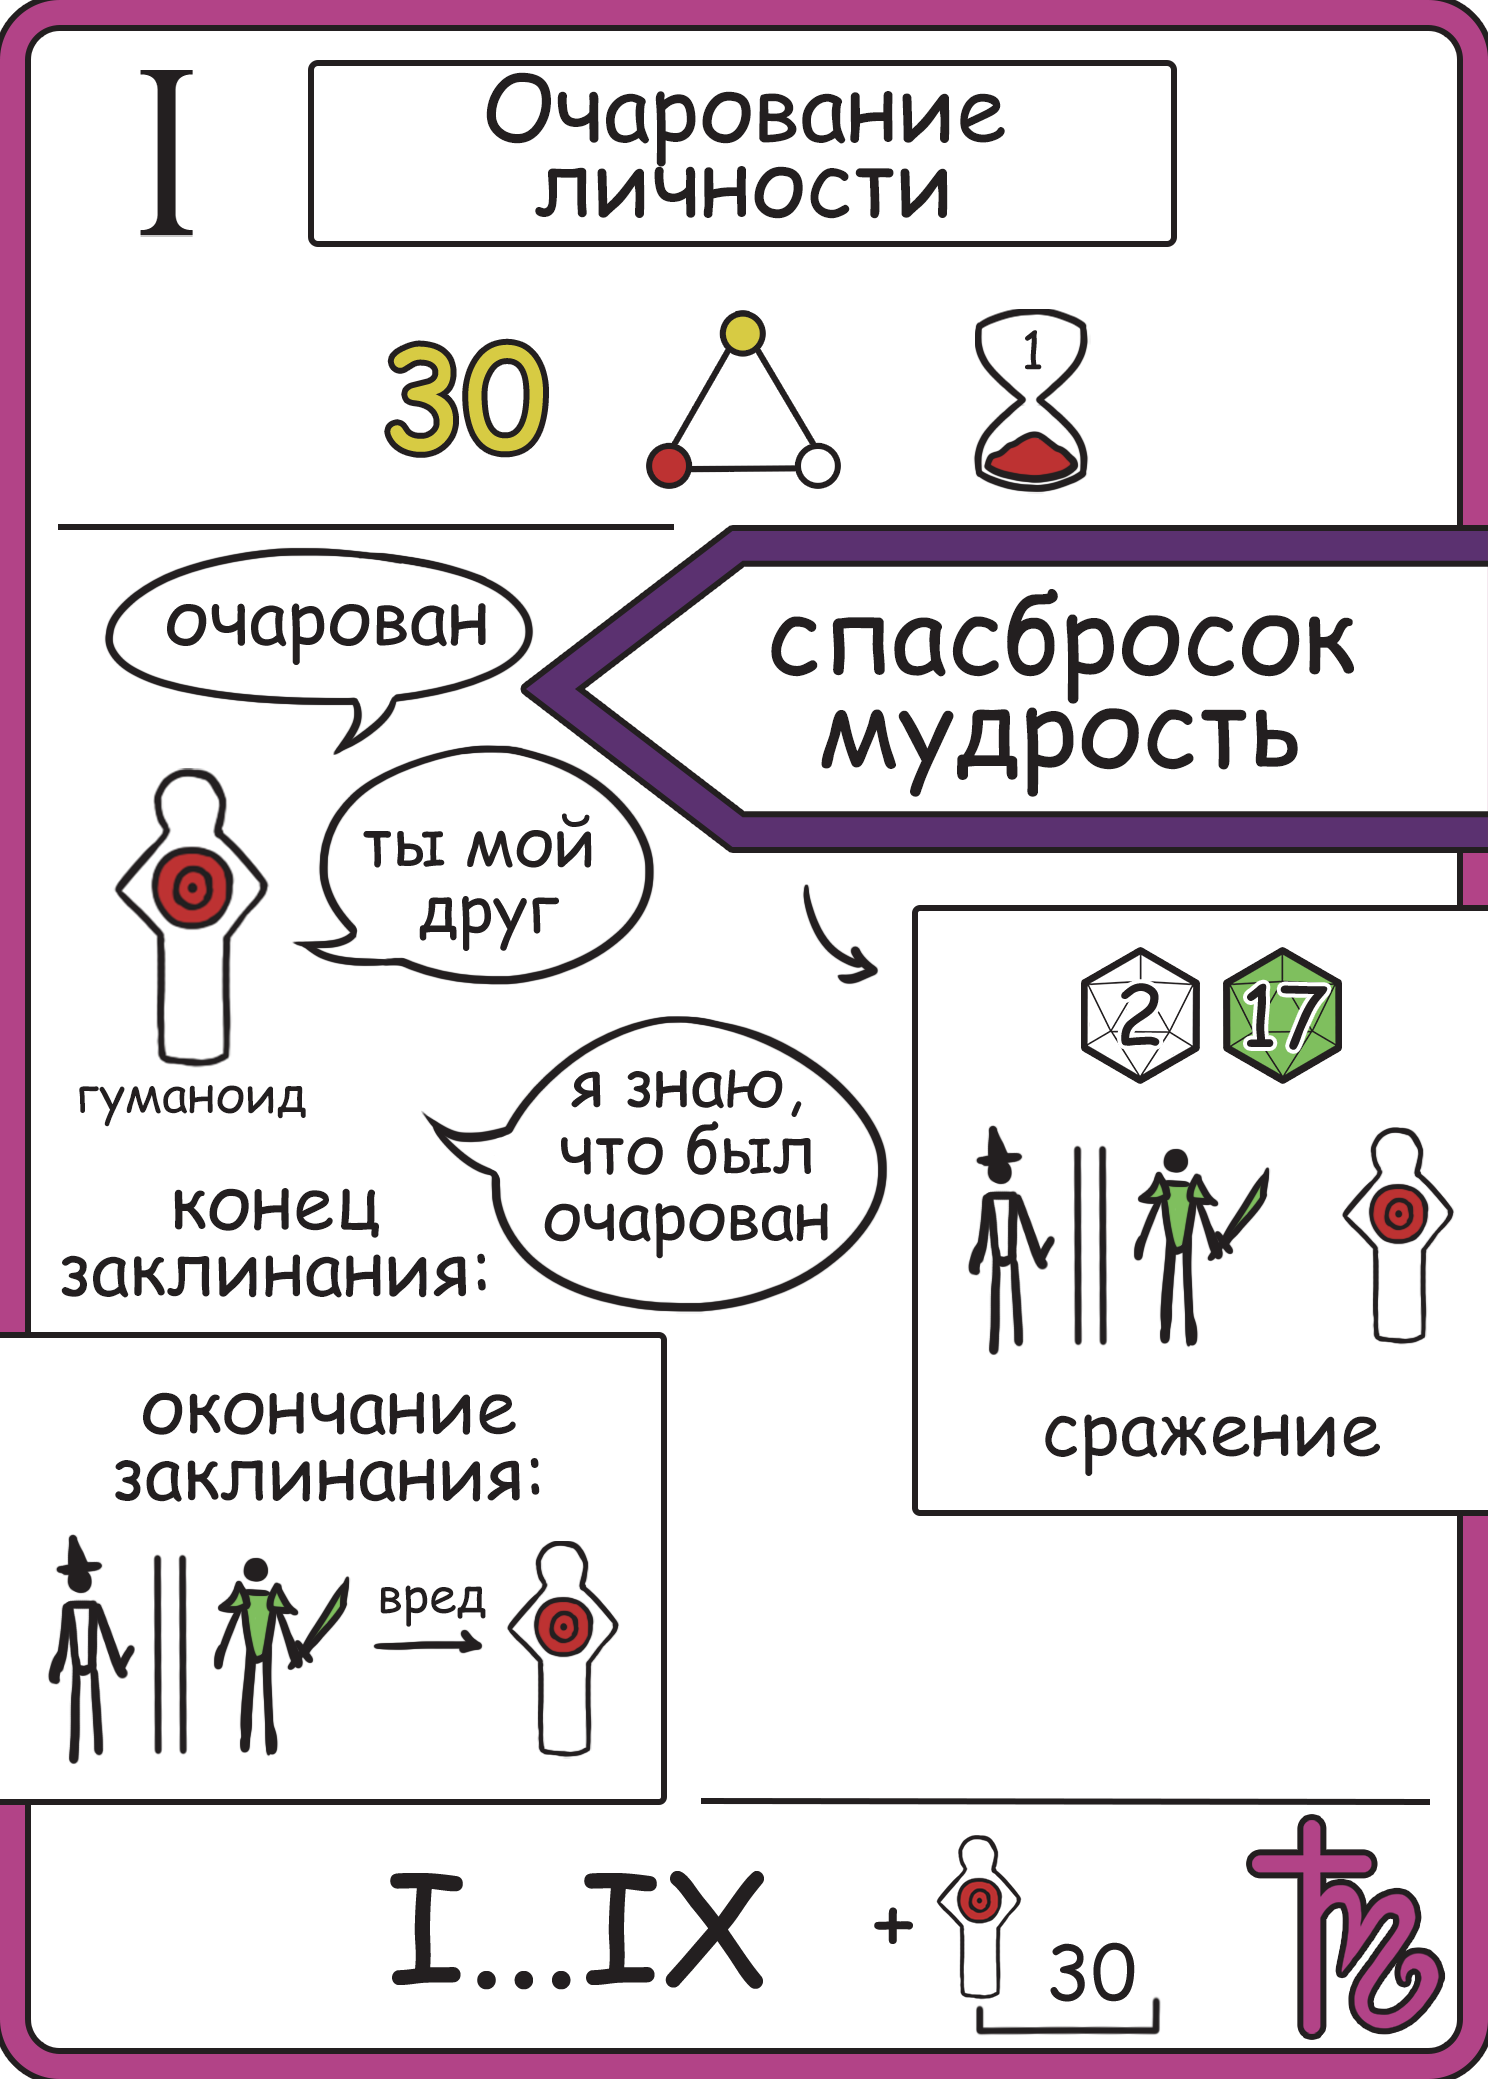 I
Очарование
личности
30
1
очарован
спасбросок
мудрость
ты мой
друг
гуманоид
2
17
я знаю,
что был
очарован
конец
заклинания:
сражение
окончание
заклинания:
вред
I...IX
+
30